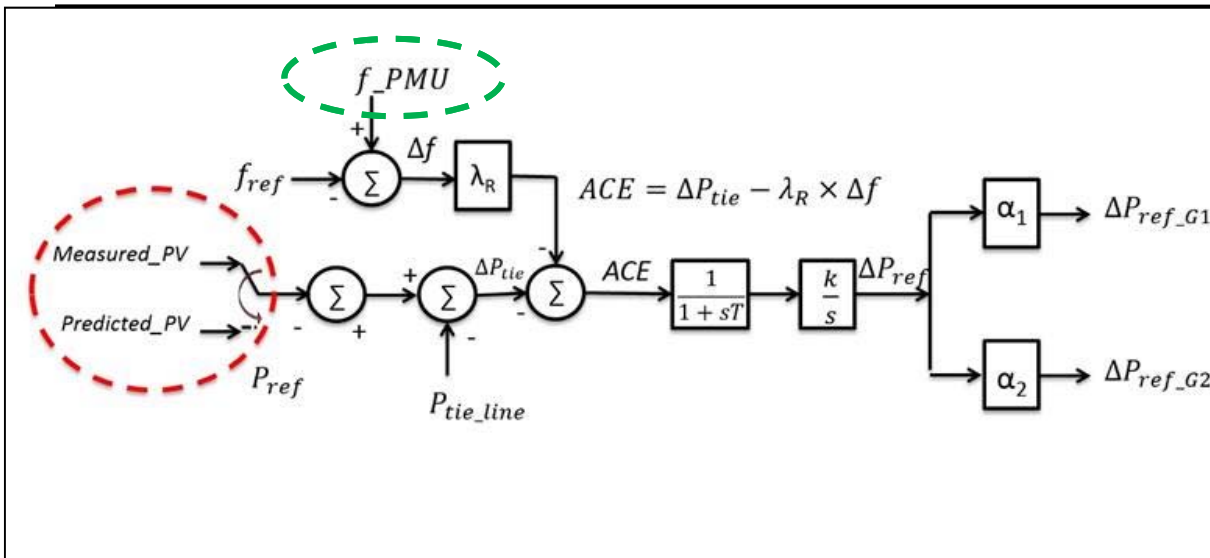 f_PMU
+
Δf
f_ref
-
Σ
λ_R
ACE = ΔP_tie − λ_R × Δf
α_1
ΔP_ref_G1
Measured_PV
-
+
ΔP_tie
ACE
ΔP_ref
Σ
Σ
Σ
1
1 + sT
k
s
Predicted_PV
-
+
-
-
P_ref
P_tie_line
α_2
ΔP_ref_G2